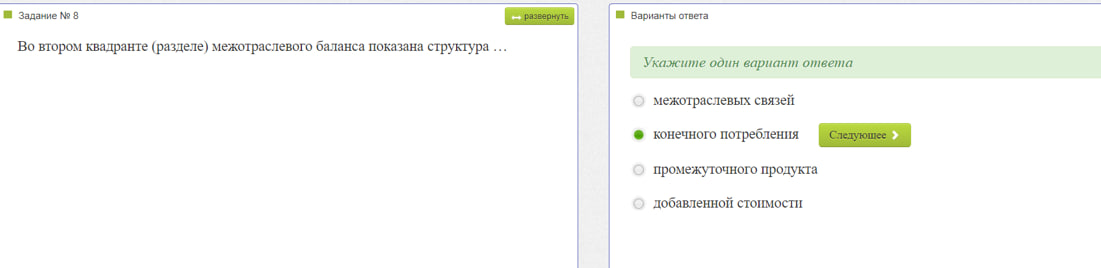 Задание № 8
развернуть
Во втором квадранте (разделе) межотраслевого баланса показана структура …
Варианты ответа
Укажите один вариант ответа
межотраслевых связей
конечного потребления
Следующее
промежуточного продукта
добавленной стоимости